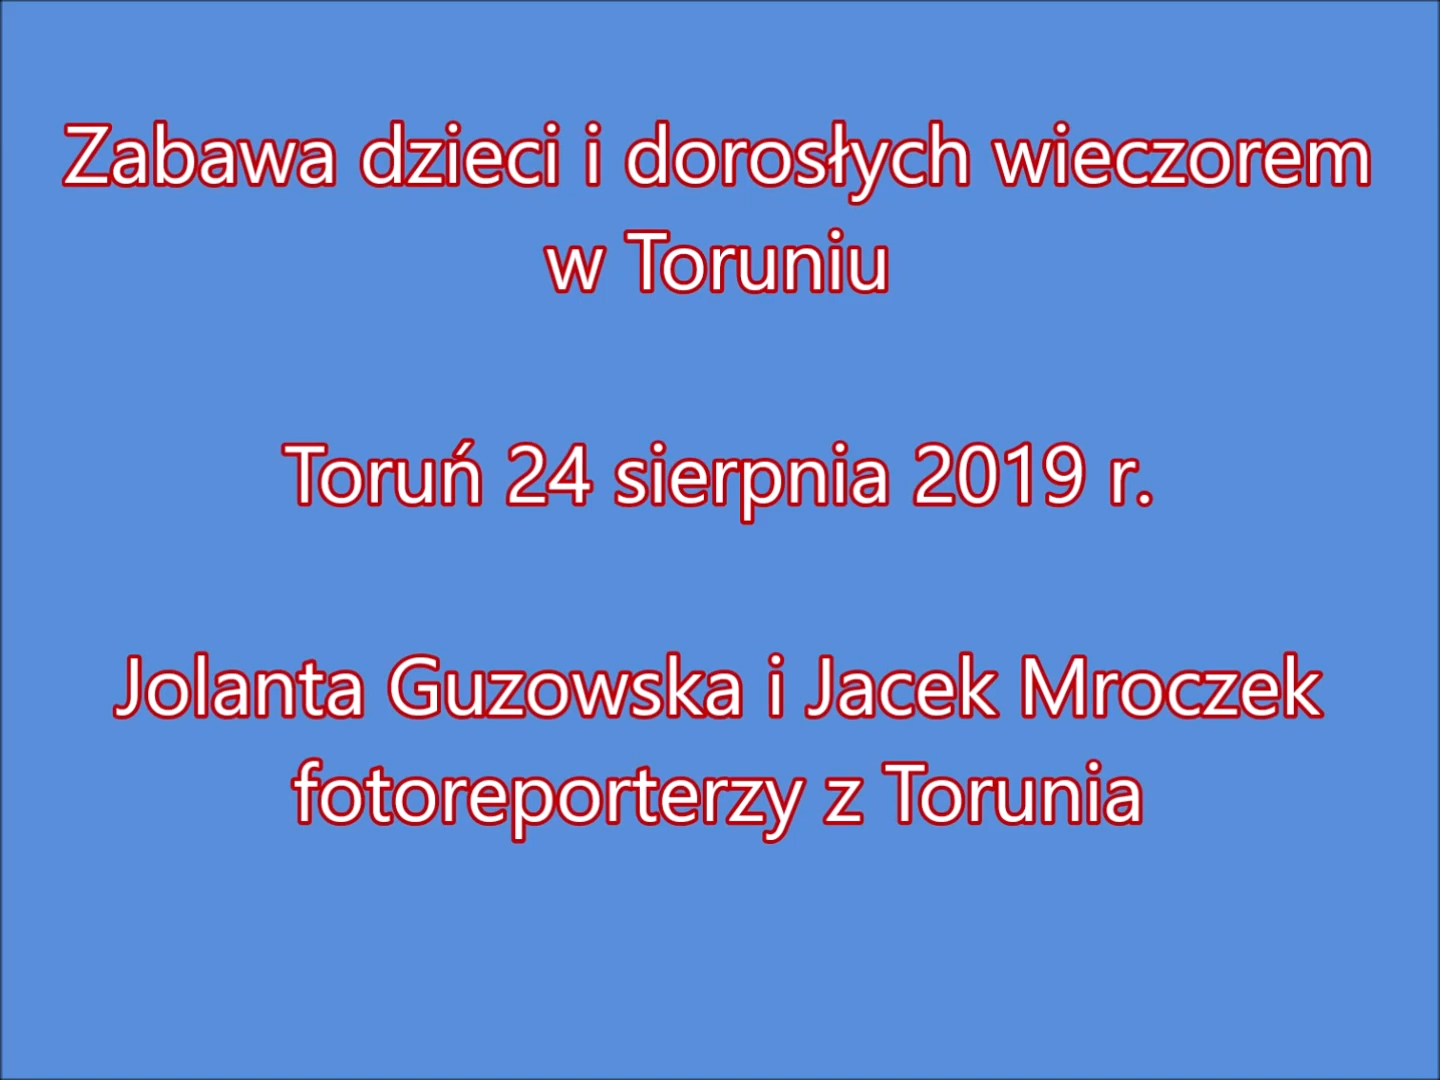 Zabawa dzieci i dorosłych wieczorem
w Toruniu
Toruń 24 sierpnia 2019 r.
Jolanta Guzowska i Jacek Mroczek
fotoreporterzy z Torunia